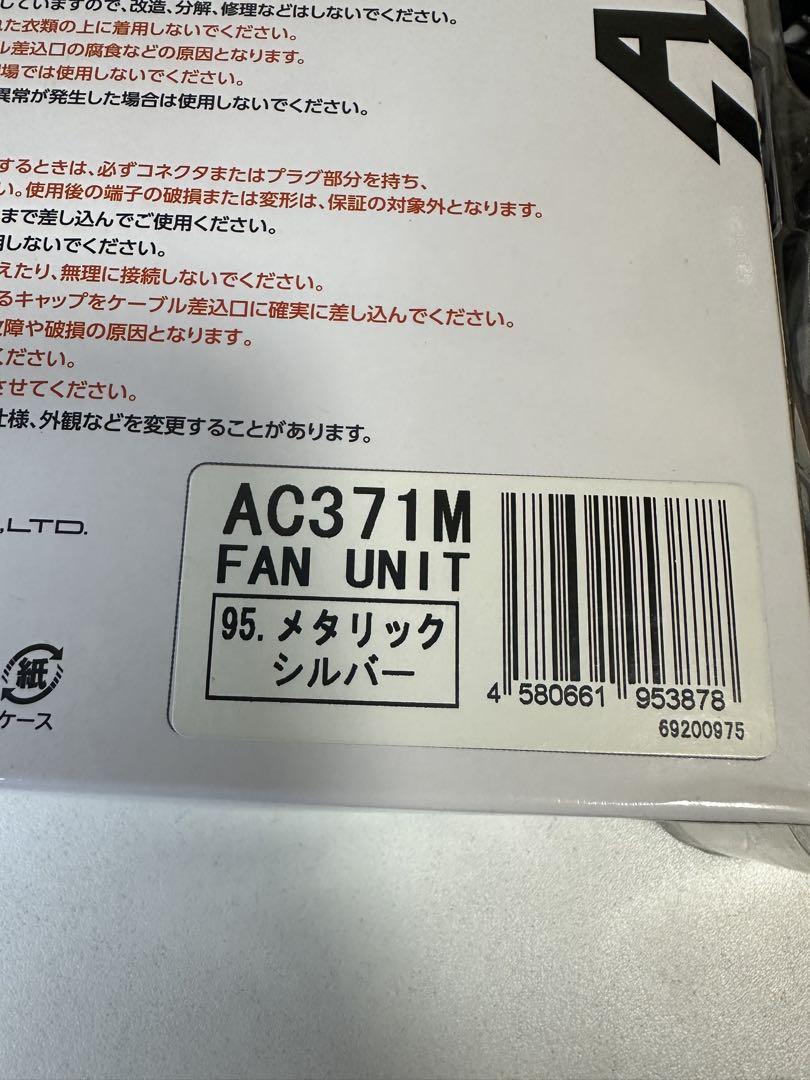 していますので、改造、分解、修理などはしないでください。
れた衣類の上に着用しないでください。
ル差込口の腐食などの原因となります。
場では使用しないでください。
異常が発生した場合は使用しないでください。
するときは、必ずコネクタまたはプラグ部分を持ち、
い。使用後の端子の破損または変形は、保証の対象外となります。
まで差し込んでご使用ください。
用しないでください。
えたり、無理に接続しないでください。
るキャップをケーブル差込口に確実に差し込んでください。
故障や破損の原因となります。
ください。
させてください。
仕様、外観などを変更することがあります。
.,LTD.
AC371M
FAN UNIT
95.メタリック
シルバー
4 580661 953878
69200975
紙
ケース